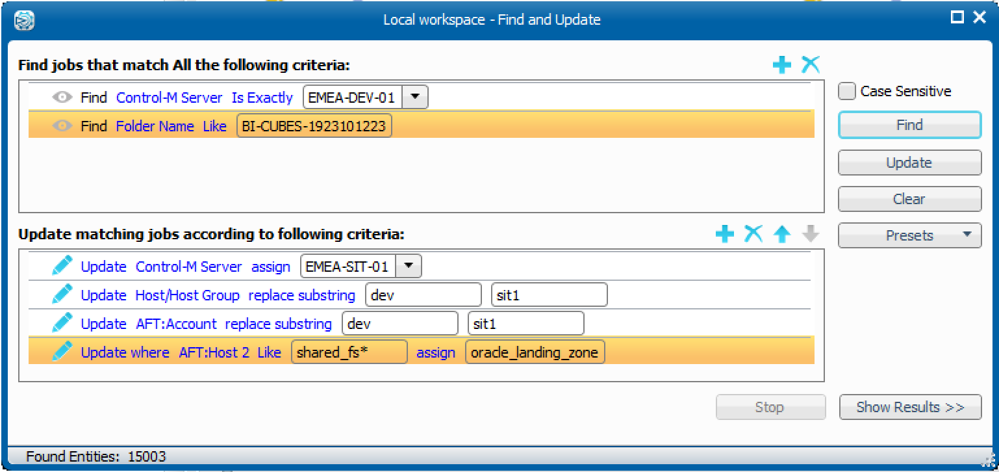 Local workspace - Find and Update
Find jobs that match All the following criteria:
Find Control-M Server Is Exactly EMEA-DEV-01
Find Folder Name Like BI-CUBES-1923101223
Case Sensitive
Find
Update
Clear
Presets
Update matching jobs according to following criteria:
Update Control-M Server assign EMEA-SIT-01
Update Host/Host Group replace substring dev sit1
Update AFT:Account replace substring dev sit1
Update where AFT:Host 2 Like shared_fs* assign oracle_landing_zone
Stop
Show Results >>
Found Entities: 15003